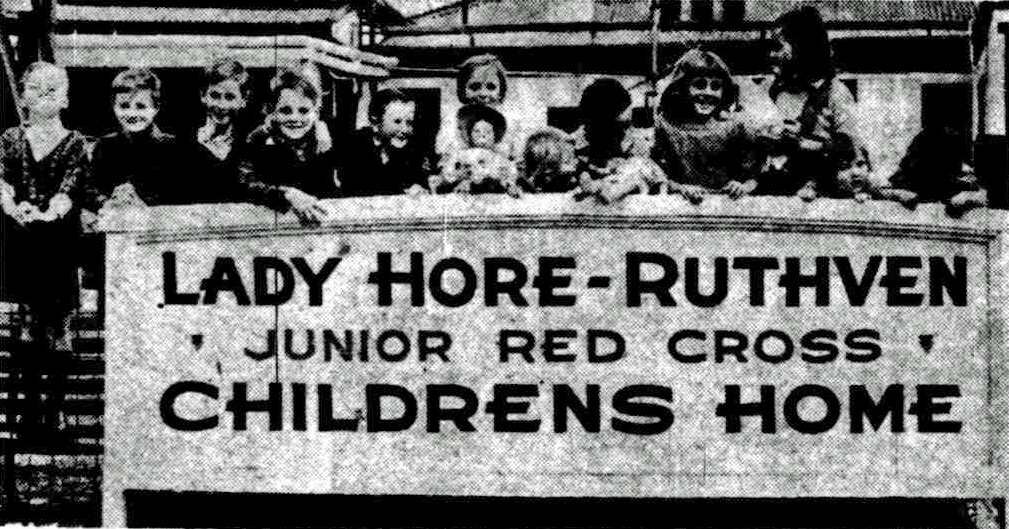 LADY HORE-RUTHVEN
JUNIOR RED CROSS
CHILDRENS HOME